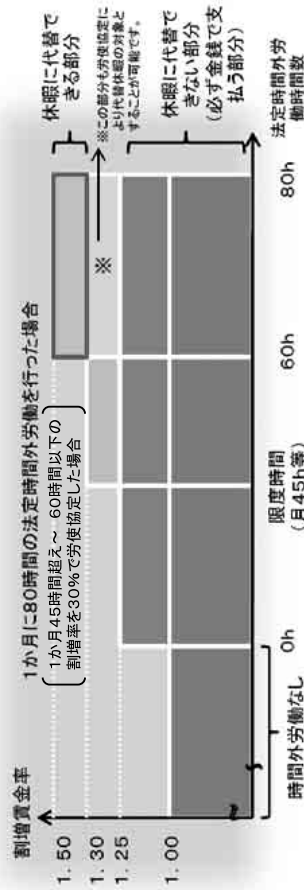 1か月に80時間の法定時間外労働を行った場合
1か月45時間超え～60時間以下の
割増率を30%で労使協定した場合
割増賃金率
1.50
1.30
1.25
1.00
休暇に代替で
きる部分
※この部分も労使協定に
より代替休暇の対象と
することが可能です。
※
休暇に代替で
きない部分
(必ず金銭で支
払う部分)
時間外労働なし
0h
限度時間
(月45h等)
60h
80h
法定時間外労
働時間数